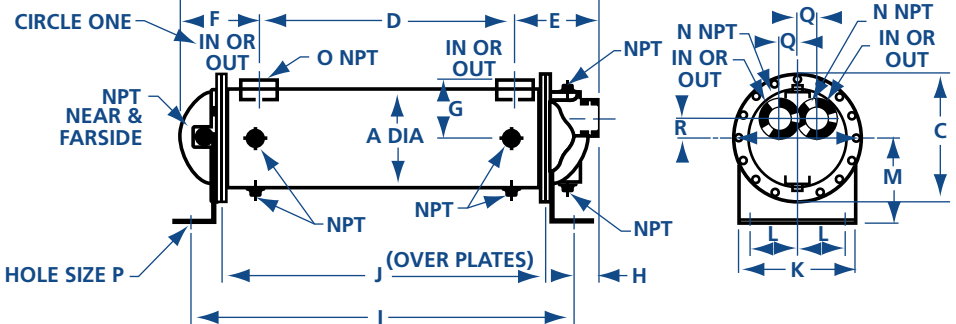 CIRCLE ONE
F
D
E
IN OR
OUT
O NPT
IN OR
OUT
NPT
NPT
NEAR &
FARSIDE
A DIA
G
NPT
NPT
NPT
HOLE SIZE P
J
(OVER PLATES)
H
I
Q
N NPT
N NPT
Q
IN OR
OUT
IN OR
OUT
R
C
M
L
L
K